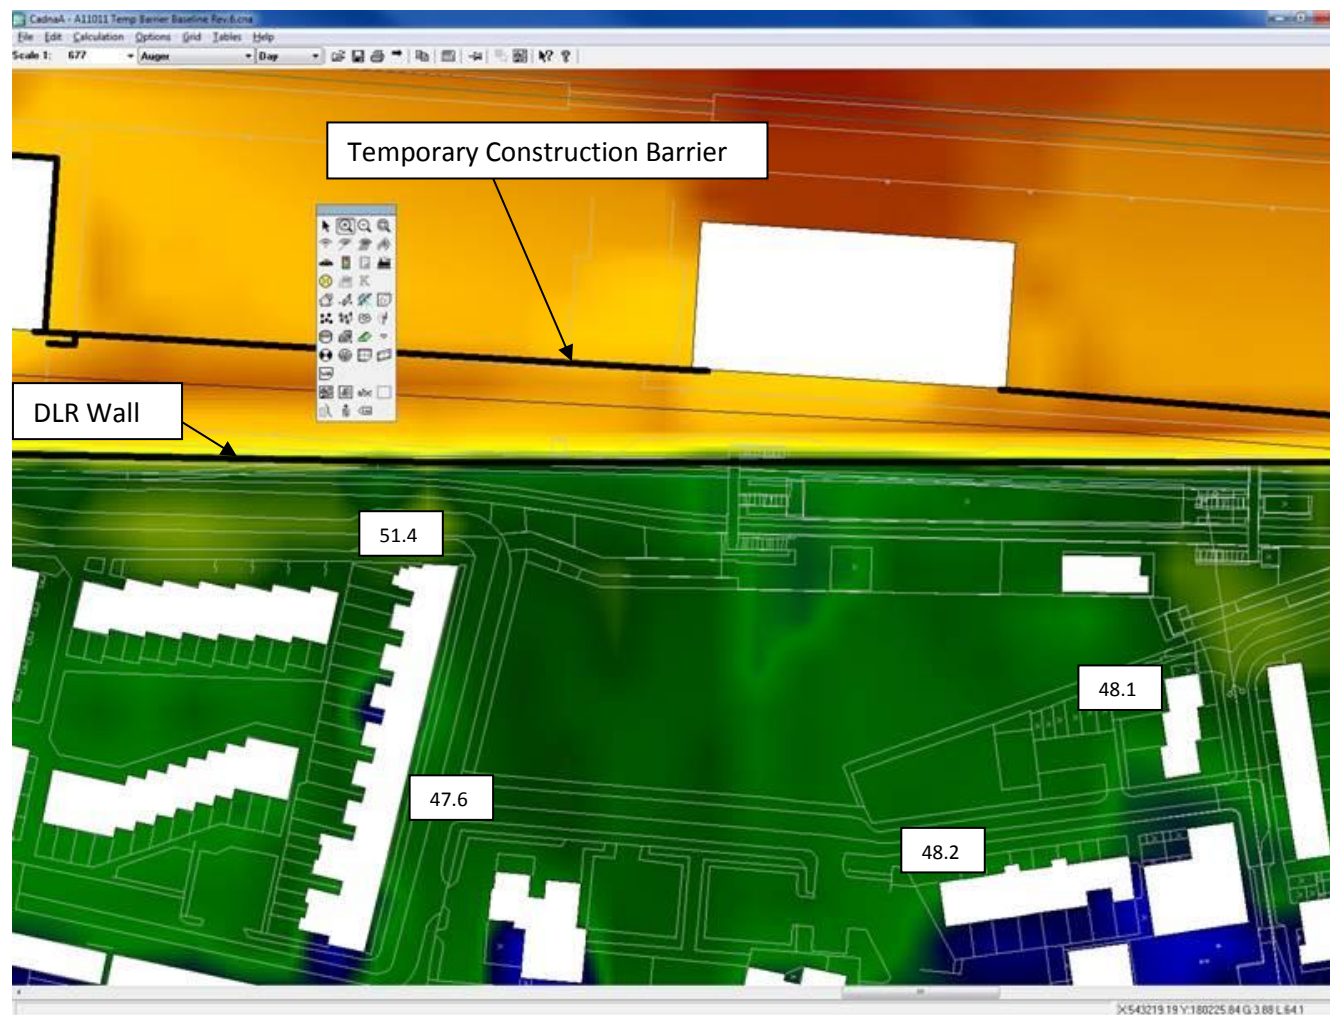 CadnaA - A11011 Temp Barrier Baseline Rev.6.cna
File Edit Calculation Options Grid Tables Help
Scale 1: 677 Auger Day
Temporary Construction Barrier
abc
DLR Wall
51.4
48.1
47.6
48.2
X:543219.19 Y:180225.84 G:3.88 L:64.1